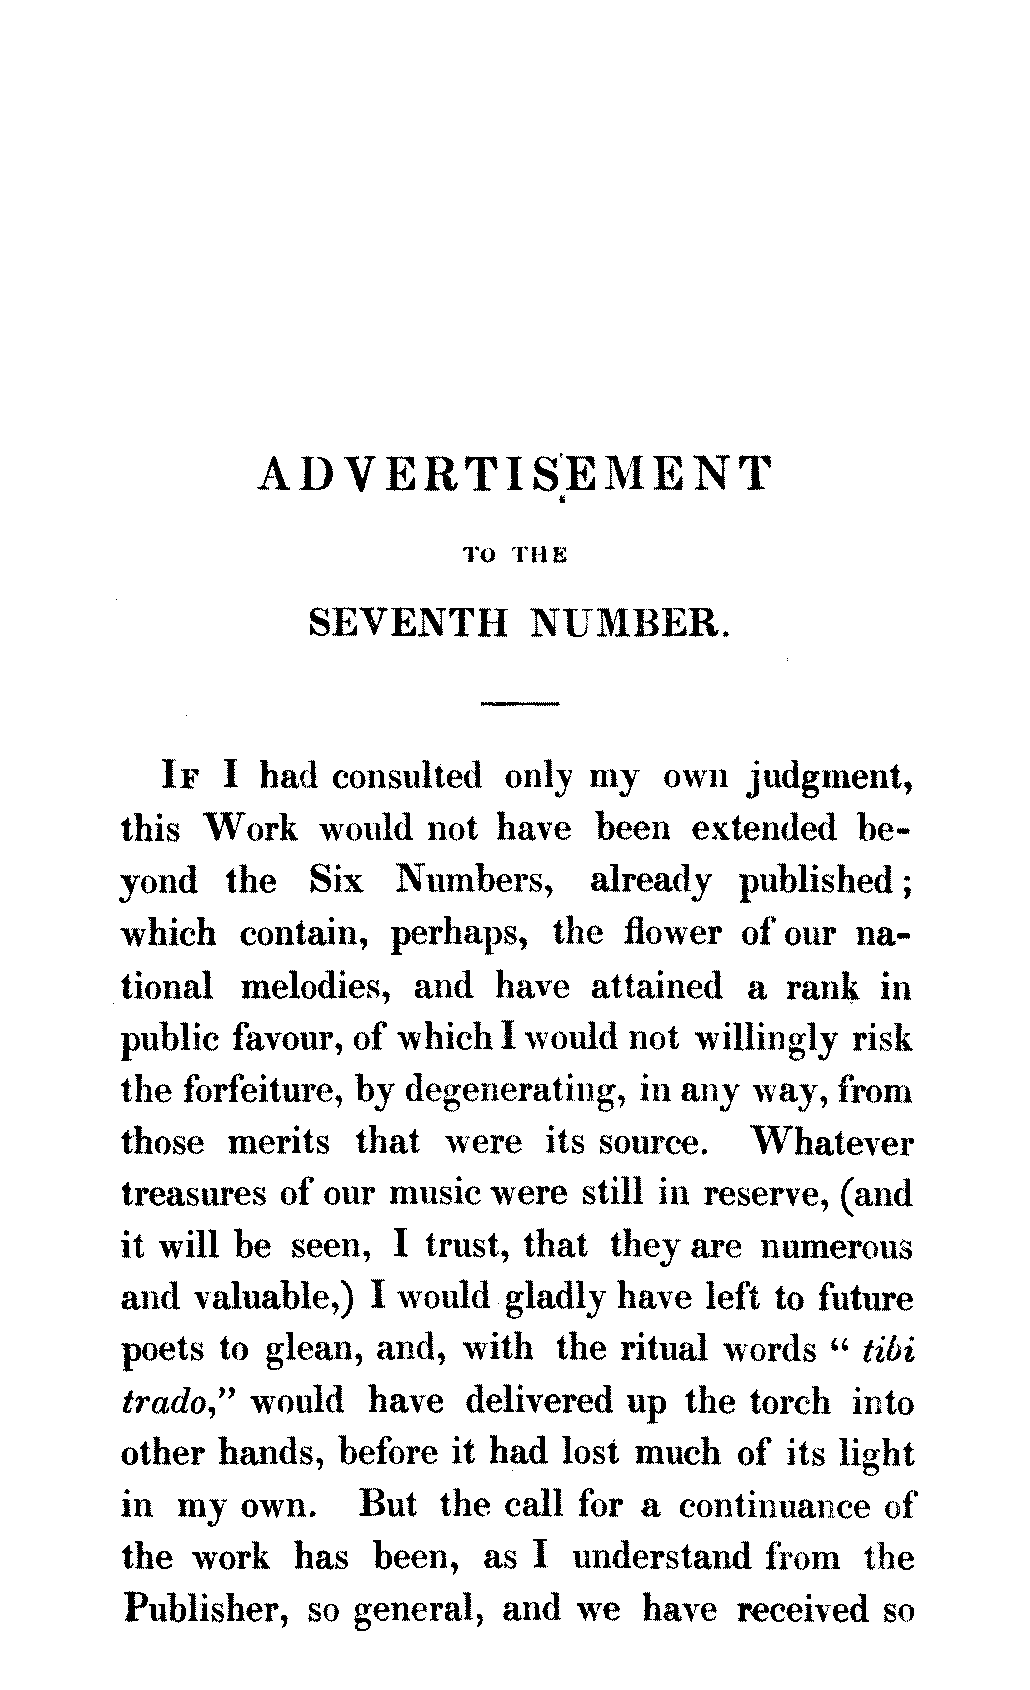 ADVERTISEMENT
TO THE
SEVENTH NUMBER.
If I had consulted only my own judgment,
this Work would not have been extended be-
yond the Six Numbers, already published;
which contain, perhaps, the flower of our na-
tional melodies, and have attained a rank in
public favour, of which I would not willingly risk
the forfeiture, by degenerating, in any way, from
those merits that were its source. Whatever
treasures of our music were still in reserve, (and
it will be seen, I trust, that they are numerous
and valuable,) I would gladly have left to future
poets to glean, and, with the ritual words “ tibi
trado,” would have delivered up the torch into
other hands, before it had lost much of its light
in my own. But the call for a continuance of
the work has been, as I understand from the
Publisher, so general, and we have received so